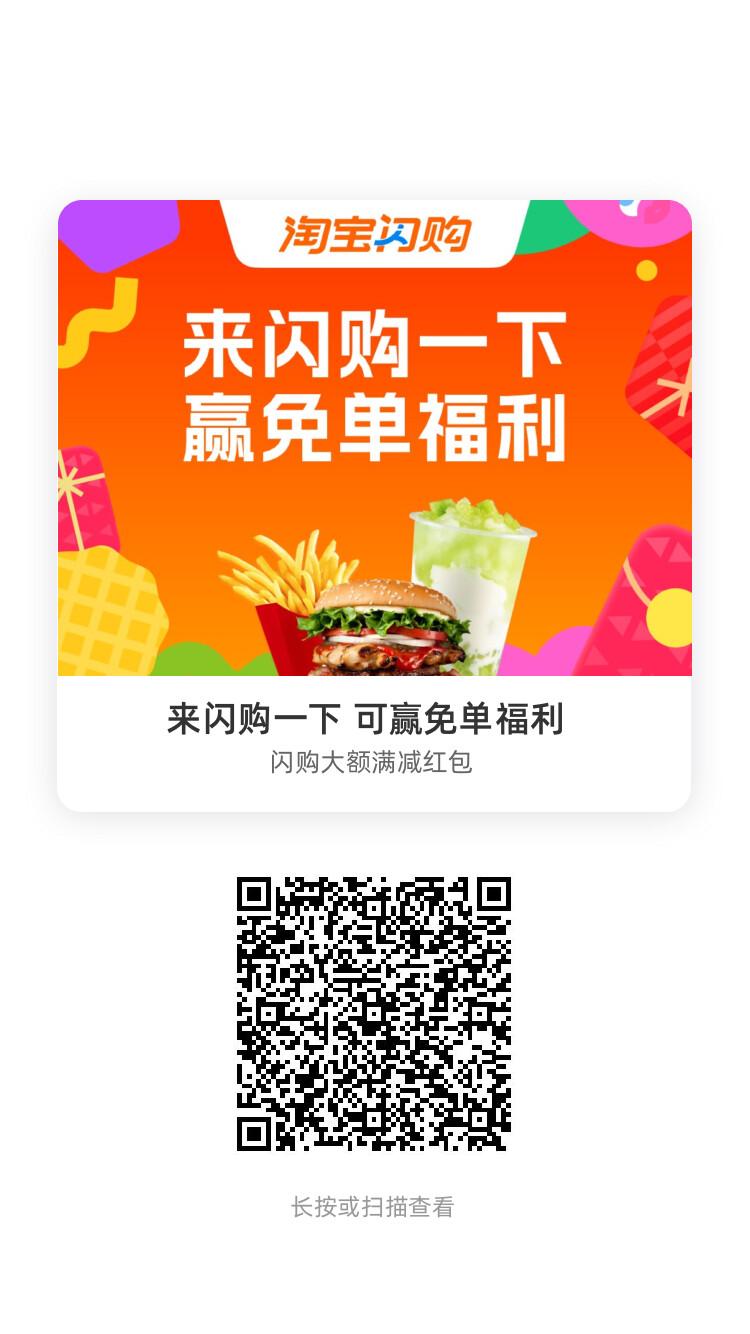 淘宝闪购
来闪购一下
赢免单福利
来闪购一下 可赢免单福利
闪购大额满减红包
长按或扫描查看